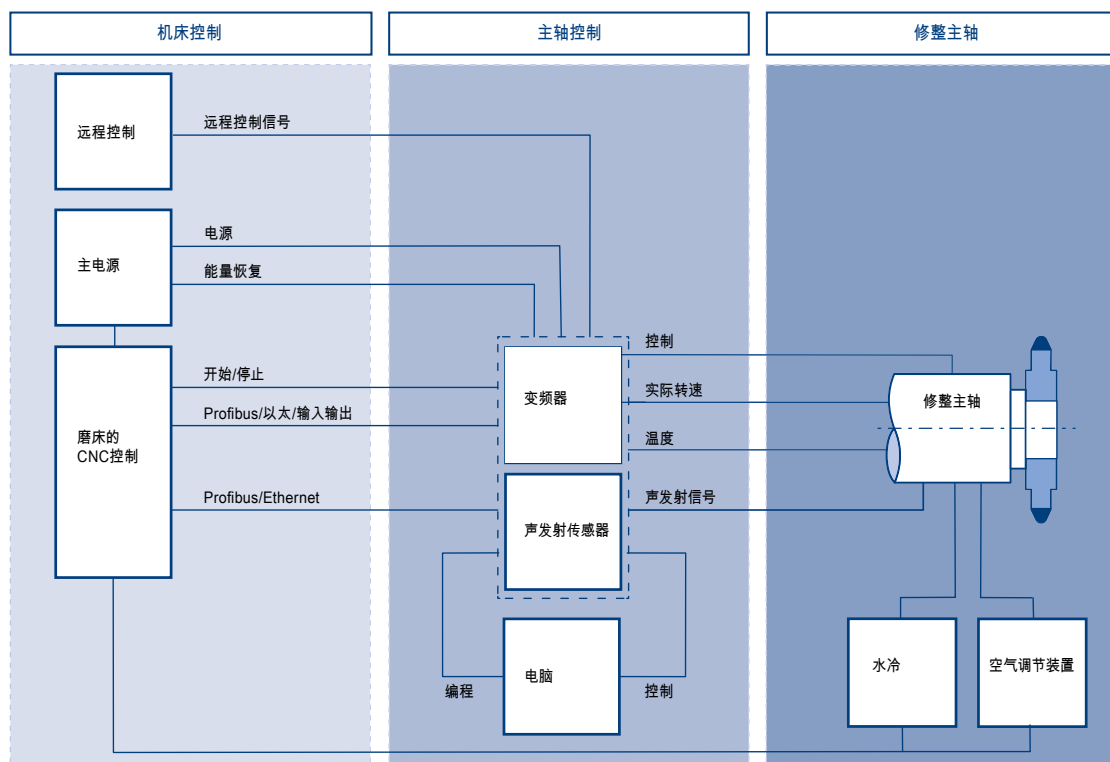 机床控制
主轴控制
修整主轴
远程控制
远程控制信号
主电源
电源
能量恢复
磨床的
CNC控制
开始/停止
Profibus/以太/输入输出
Profibus/Ethernet
变频器
声发射传感器
电脑
编程
控制
控制
实际转速
温度
声发射信号
修整主轴
水冷
空气调节装置